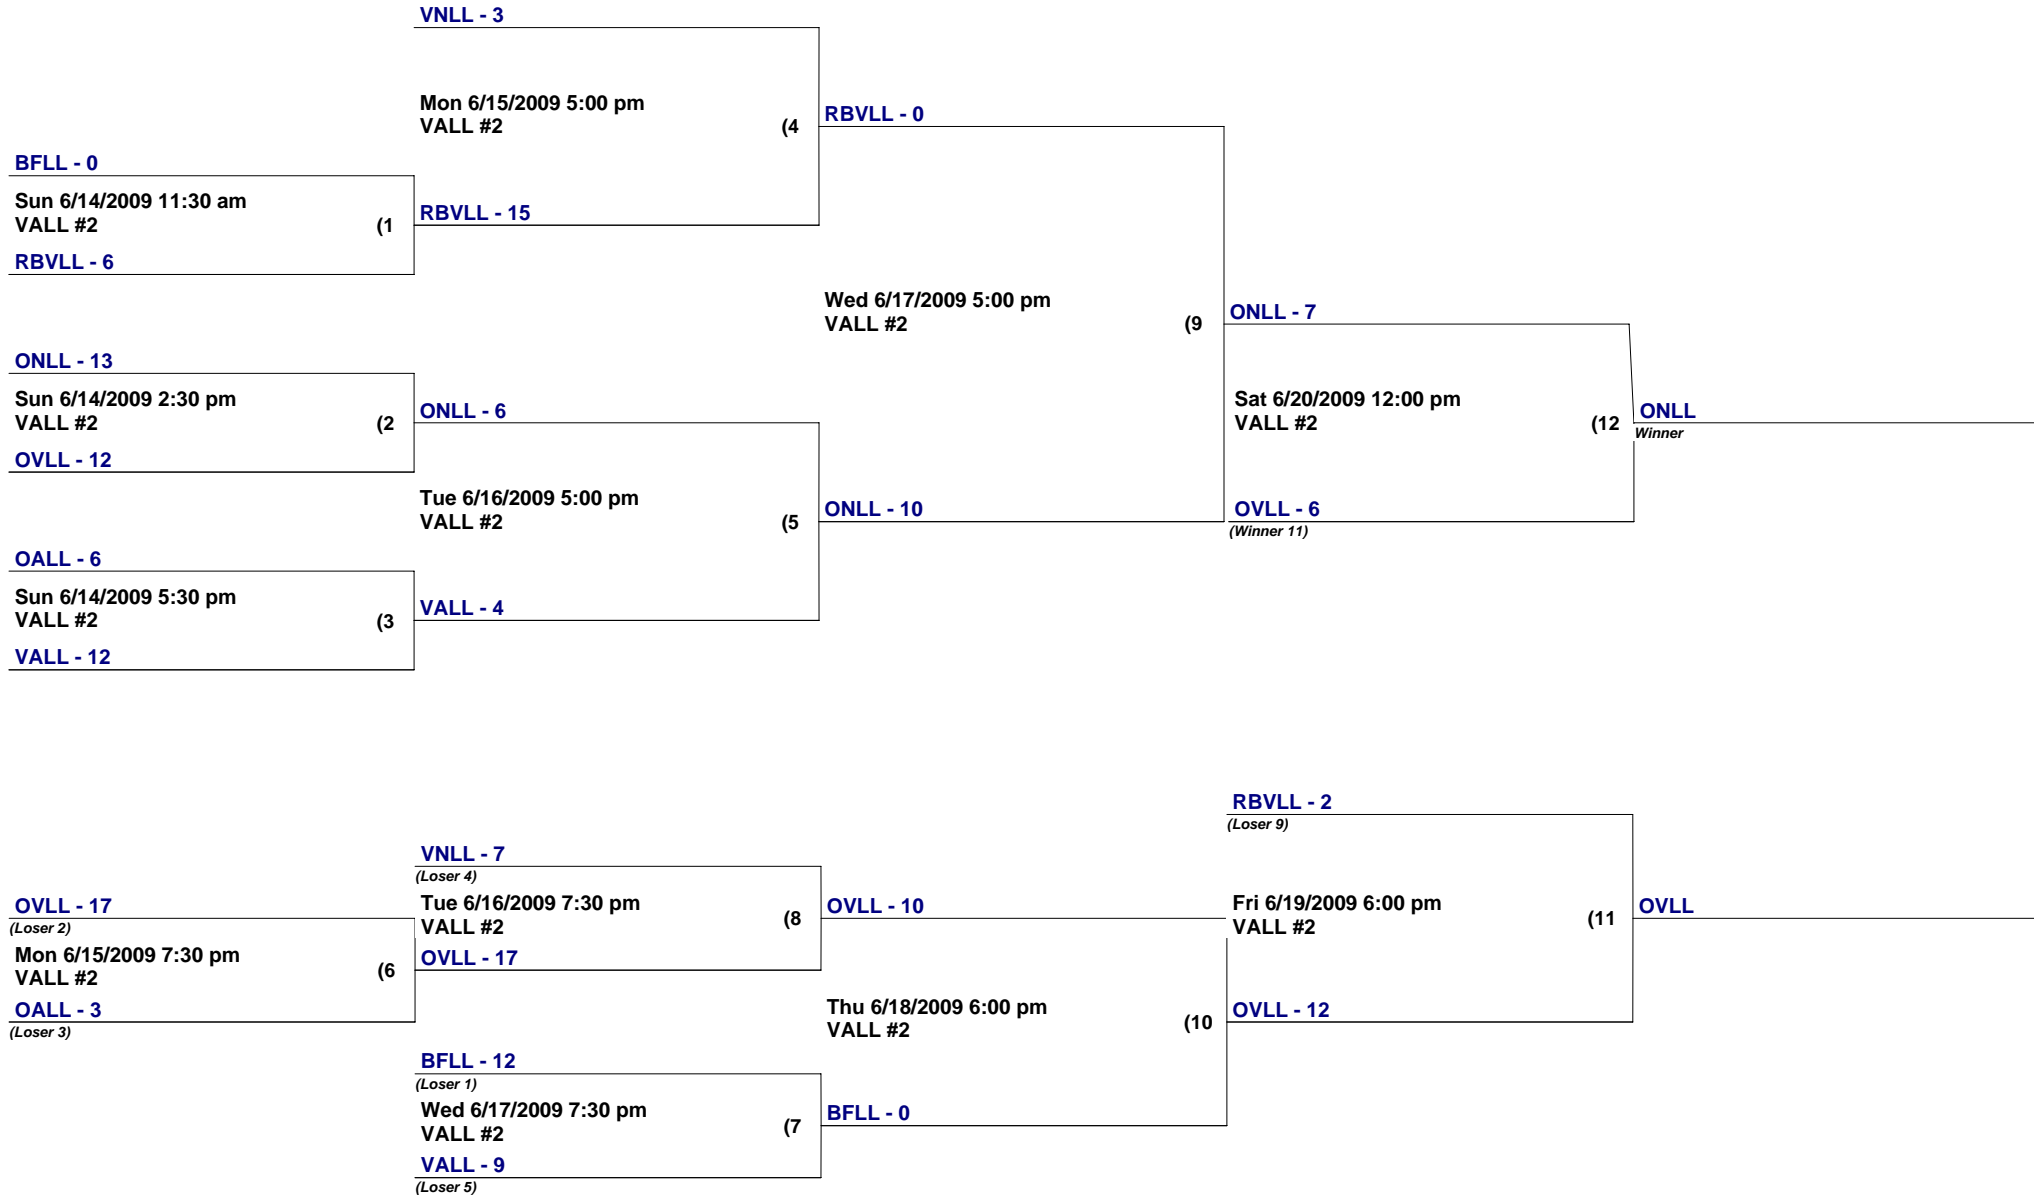 VNLL - 3
Mon 6/15/2009 5:00 pm
VALL #2
(4
RBVLL - 0
BFLL - 0
Sun 6/14/2009 11:30 am
VALL #2
(1
RBVLL - 15
RBVLL - 6
Wed 6/17/2009 5:00 pm
VALL #2
(9
ONLL - 7
ONLL - 13
Sun 6/14/2009 2:30 pm
VALL #2
(2
ONLL - 6
Sat 6/20/2009 12:00 pm
VALL #2
(12
ONLL
Winner
OVLL - 12
Tue 6/16/2009 5:00 pm
VALL #2
(5
ONLL - 10
OVLL - 6
(Winner 11)
OALL - 6
Sun 6/14/2009 5:30 pm
VALL #2
(3
VALL - 4
VALL - 12
RBVLL - 2
(Loser 9)
VNLL - 7
(Loser 4)
OVLL - 17
(Loser 2)
Tue 6/16/2009 7:30 pm
VALL #2
(8
OVLL - 10
Fri 6/19/2009 6:00 pm
VALL #2
(11
OVLL
Mon 6/15/2009 7:30 pm
VALL #2
(6
OVLL - 17
OALL - 3
(Loser 3)
Thu 6/18/2009 6:00 pm
VALL #2
(10
OVLL - 12
BFLL - 12
(Loser 1)
Wed 6/17/2009 7:30 pm
VALL #2
(7
BFLL - 0
VALL - 9
(Loser 5)